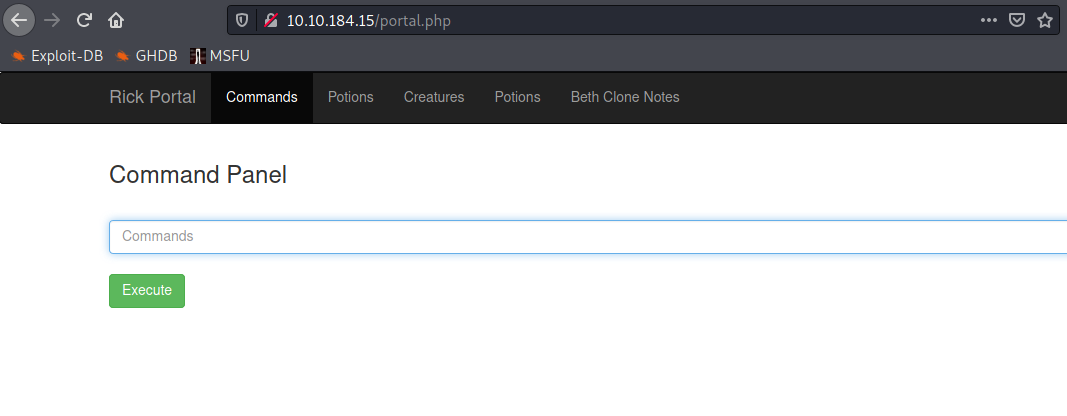 10.10.184.15/portal.php
Exploit-DB GHDB MSFU
Rick Portal Commands Potions Creatures Potions Beth Clone Notes
Command Panel
Commands
Execute